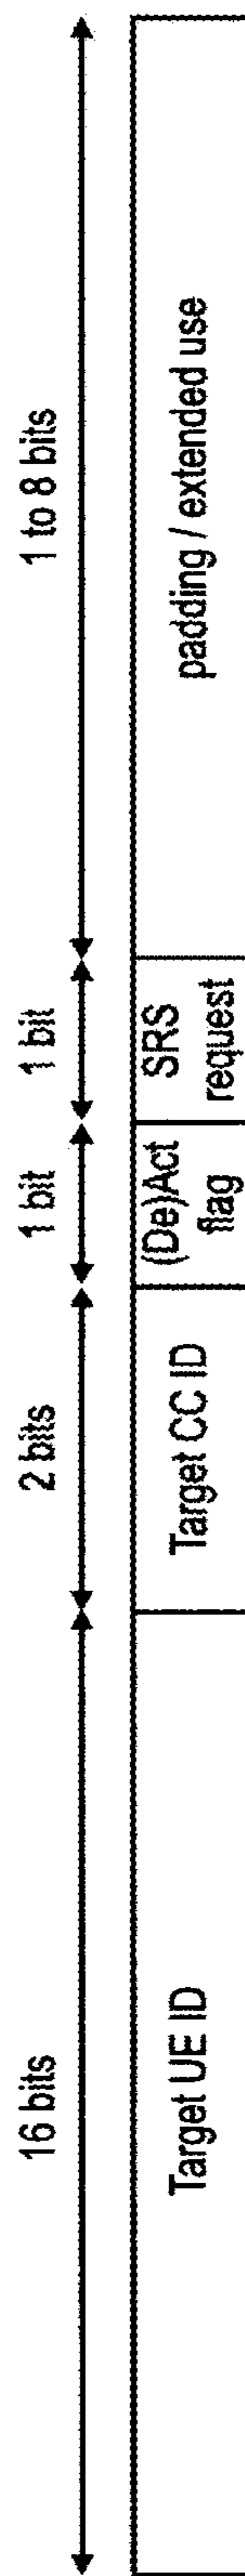 16 bits
2 bits
1 bit
1 bit
1 to 8 bits
Target UE ID
Target CC ID
(De)Act
flag
SRS
request
padding / extended use